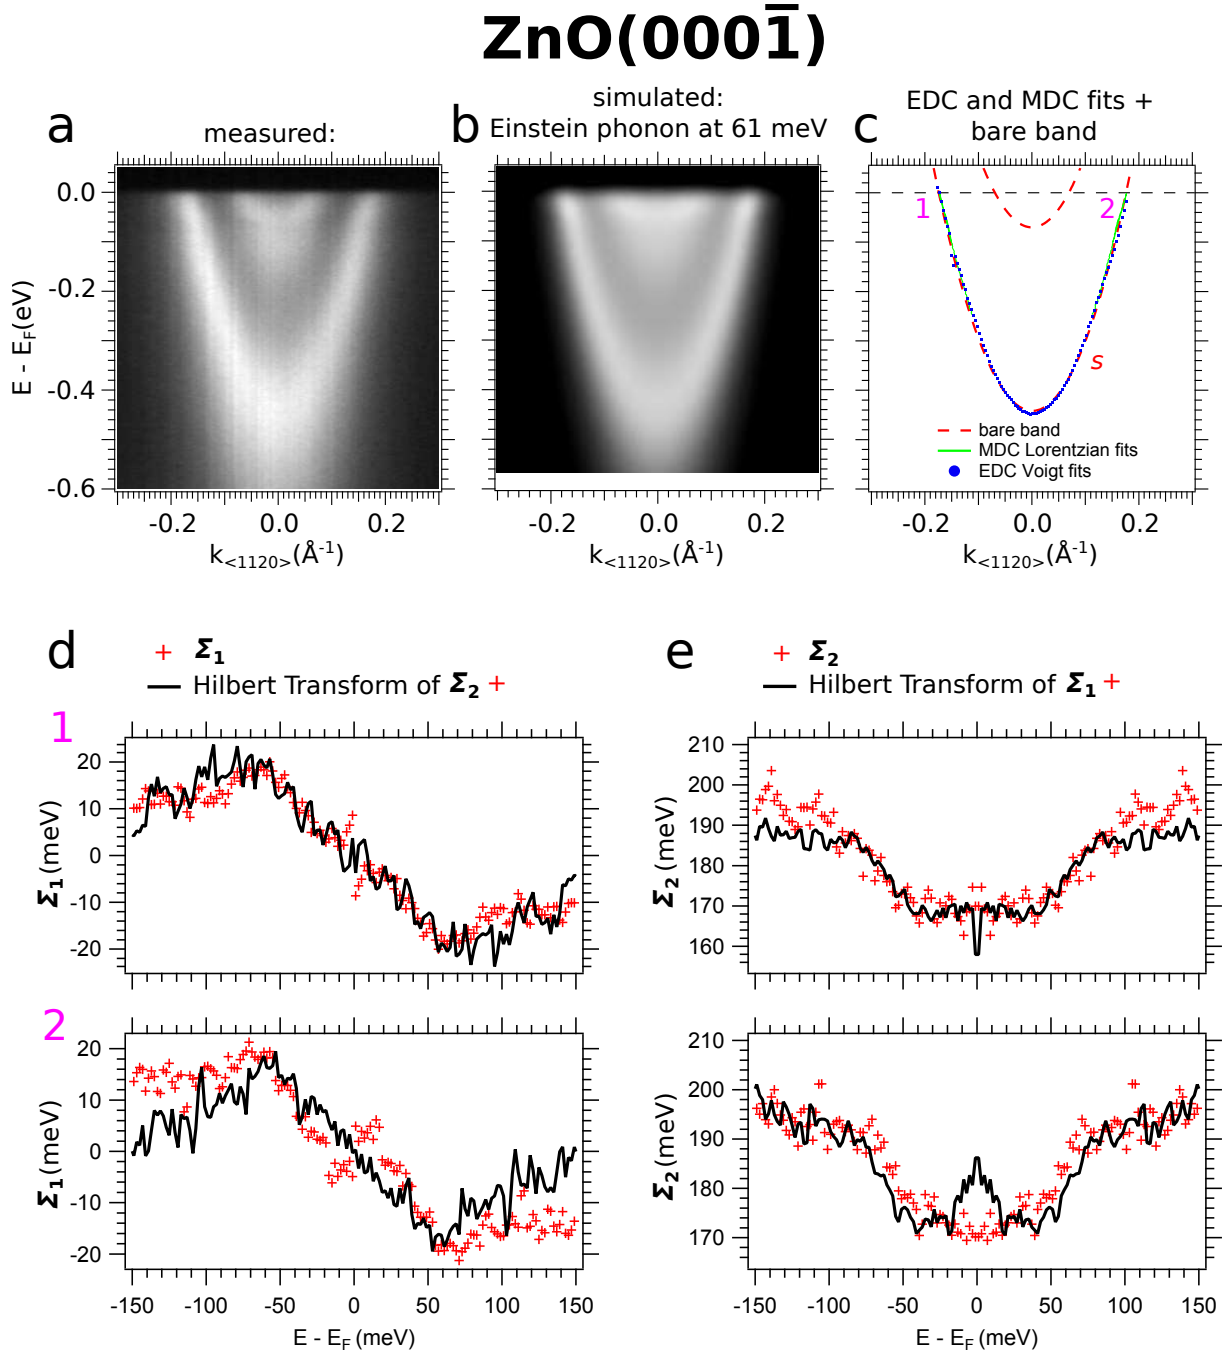 ZnO(0001̅)
a
measured:
b
simulated:
Einstein phonon at 61 meV
c
EDC and MDC fits +
bare band
0.0
-0.2
-0.4
-0.6
E - E_F(eV)
-0.2 0.0 0.2
k_<1120>(Å⁻¹)
-0.2 0.0 0.2
k_<1120>(Å⁻¹)
1
2
s
bare band
MDC Lorentzian fits
EDC Voigt fits
-0.2 0.0 0.2
k_<1120>(Å⁻¹)
d
+ Σ₁
Hilbert Transform of Σ₂ +
e
+ Σ₂
Hilbert Transform of Σ₁ +
1
20
10
0
-10
-20
Σ₁(meV)
210
200
190
180
170
160
Σ₂ (meV)
2
20
10
0
-10
-20
Σ₁(meV)
-150 -100 -50 0 50 100 150
E - E_F (meV)
210
200
190
180
170
Σ₂ (meV)
-150 -100 -50 0 50 100 150
E - E_F (meV)